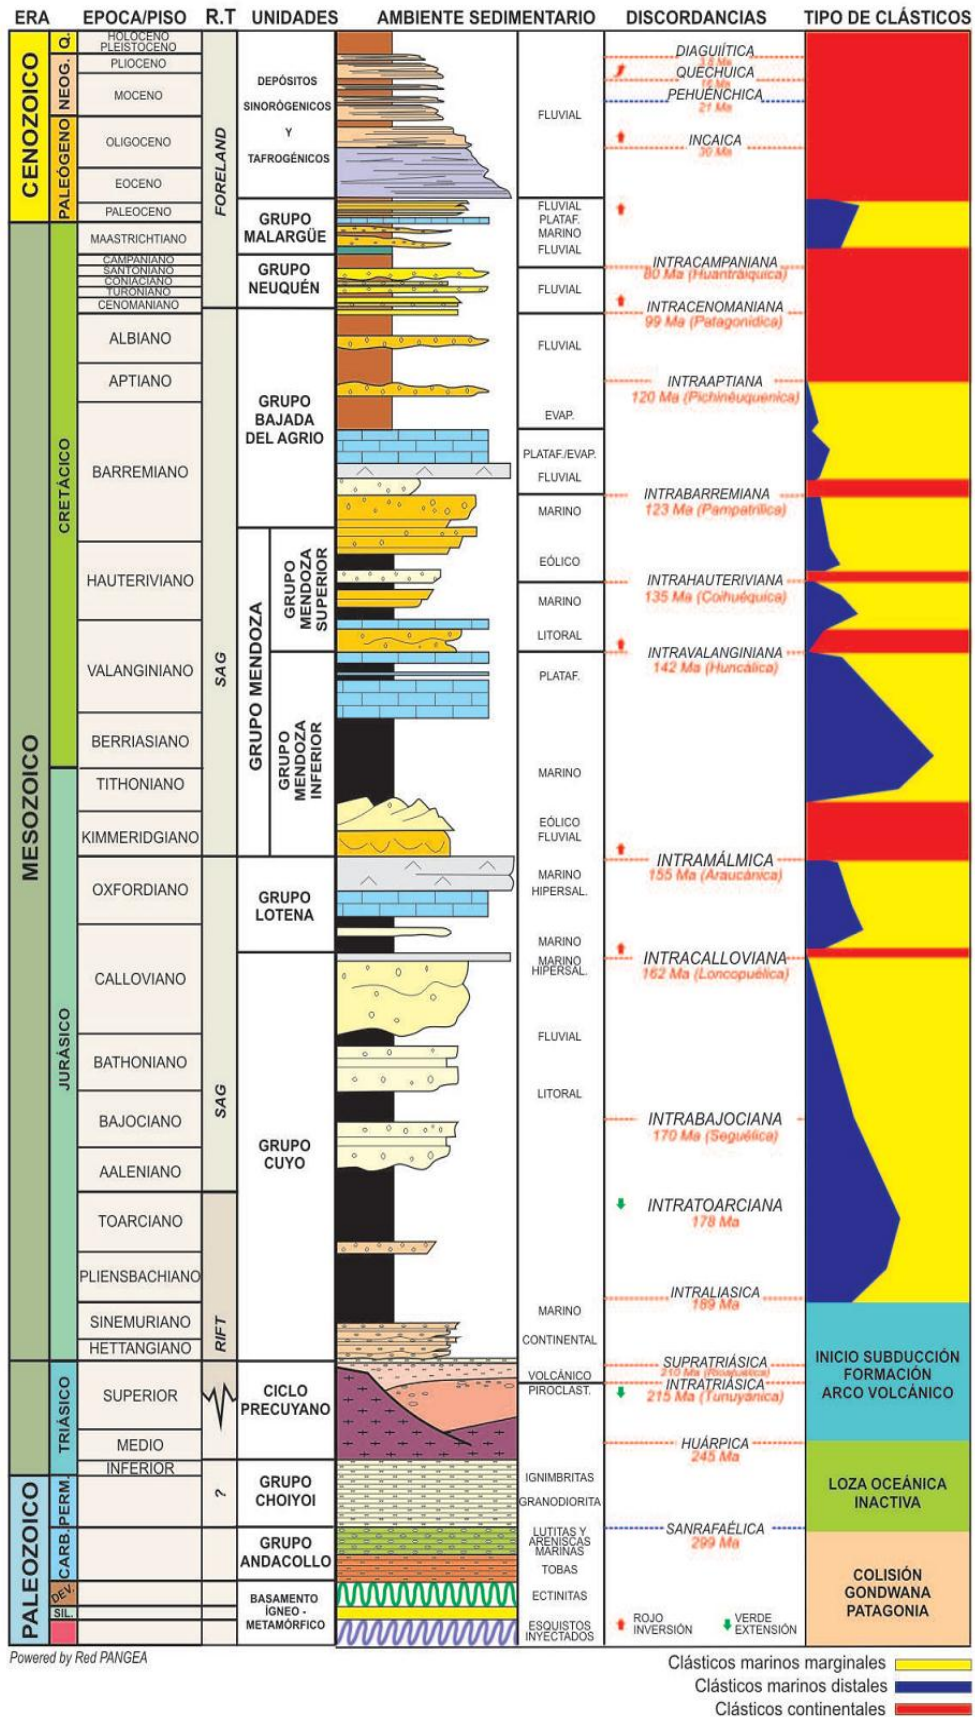 ERA EPOCA/PISO R.T UNIDADES AMBIENTE SEDIMENTARIO DISCORDANCIAS TIPO DE CLÁSTICOS
CENOZOICO
MESOZOICO
PALEOZOICO
Q.
NEOG.
PALEÓGENO
CRETÁCICO
JURÁSICO
TRIÁSICO
PERM.
CARB.
DEV.
SIL.
HOLOCENO
PLEISTOCENO
PLIOCENO
MOCENO
OLIGOCENO
EOCENO
PALEOCENO
MAASTRICHTIANO
CAMPANIANO
SANTONIANO
CONIACIANO
TURONIANO
CENOMANIANO
ALBIANO
APTIANO
BARREMIANO
HAUTERIVIANO
VALANGINIANO
BERRIASIANO
TITHONIANO
KIMMERIDGIANO
OXFORDIANO
CALLOVIANO
BATHONIANO
BAJOCIANO
AALENIANO
TOARCIANO
PLIENSBACHIANO
SINEMURIANO
HETTANGIANO
SUPERIOR
MEDIO
INFERIOR
FORELAND
SAG
SAG
RIFT
?
DEPÓSITOS
SINORÓGENICOS
Y
TAFROGÉNICOS
GRUPO
MALARGÜE
GRUPO
NEUQUÉN
GRUPO
BAJADA
DEL AGRIO
GRUPO MENDOZA
GRUPO
MENDOZA
SUPERIOR
GRUPO
MENDOZA
INFERIOR
GRUPO
LOTENA
GRUPO
CUYO
CICLO
PRECUYANO
GRUPO
CHOIYOI
GRUPO
ANDACOLLO
BASAMENTO
ÍGNEO -
METAMÓRFICO
FLUVIAL
FLUVIAL
PLATAF.
MARINO
FLUVIAL
FLUVIAL
FLUVIAL
EVAP.
PLATAF./EVAP.
FLUVIAL
MARINO
EÓLICO
MARINO
LITORAL
PLATAF.
MARINO
EÓLICO
FLUVIAL
MARINO
HIPERSAL.
MARINO
MARINO
HIPERSAL.
FLUVIAL
LITORAL
MARINO
CONTINENTAL
VOLCÁNICO
PIROCLAST.
IGNIMBRITAS
GRANODIORITA
LUTITAS Y
ARENISCAS
MARINAS
TOBAS
ECTINITAS
ESQUISTOS
INYECTADOS
DIAGUIÍTICA
QUECHUICA
PEHUÉNCHICA
21 Ma
INCAICA
30 Ma
INTRACAMPANIANA
80 Ma (Huantráiquica)
INTRACENOMANIANA
99 Ma (Patagonídica)
INTRAAPTIANA
120 Ma (Pichinéuquenica)
INTRABARREMIANA
123 Ma (Pampatrílica)
INTRAHAUTERIVIANA
135 Ma (Coihuéquica)
INTRAVALANGINIANA
142 Ma (Huncálica)
INTRAMÁLMICA
155 Ma (Araucánica)
INTRACALLOVIANA
162 Ma (Loncopuélica)
INTRABAJOCIANA
170 Ma (Seguélica)
INTRATOARCIANA
178 Ma
INTRALIASICA
189 Ma
SUPRATRIÁSICA
INTRATRIÁSICA
215 Ma (Tunuyánica)
HUÁRPICA
245 Ma
SANRAFAÉLICA
299 Ma
ROJO
INVERSIÓN
VERDE
EXTENSIÓN
INICIO SUBDUCCIÓN
FORMACIÓN
ARCO VOLCÁNICO
LOZA OCEÁNICA
INACTIVA
COLISIÓN
GONDWANA
PATAGONIA
Powered by Red PANGEA
Clásticos marinos marginales
Clásticos marinos distales
Clásticos continentales